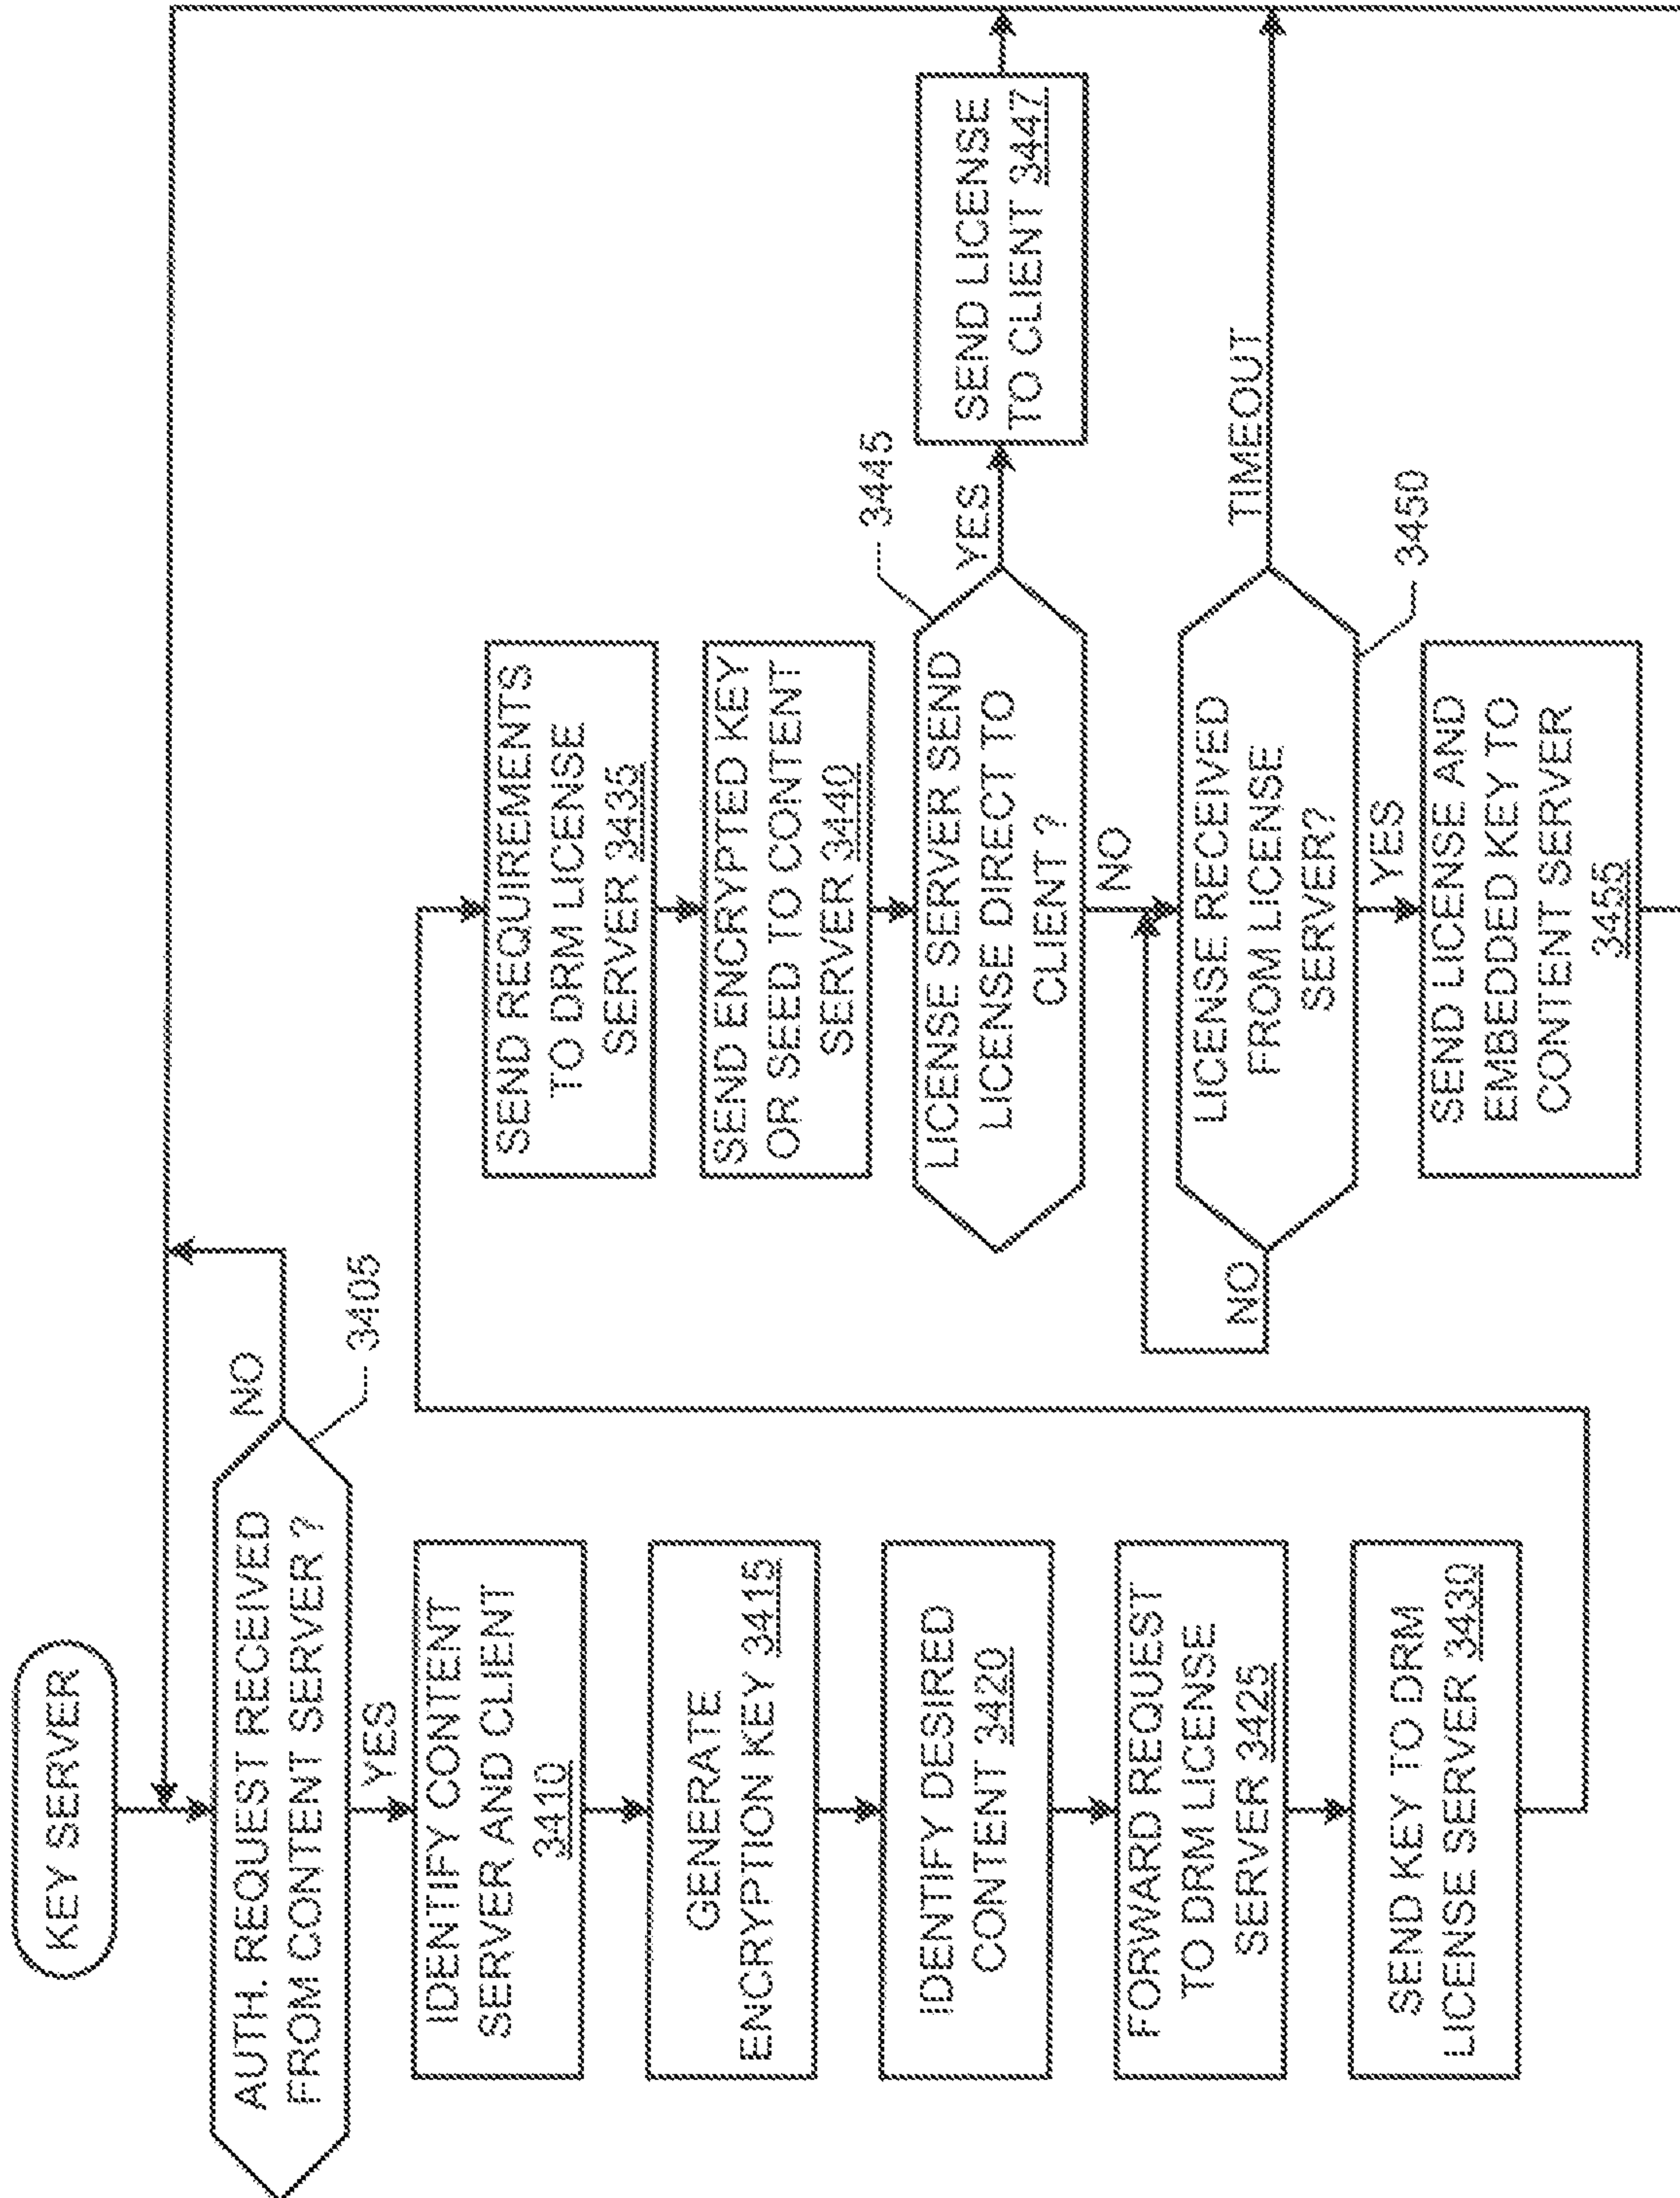 KEY SERVER
AUTH. REQUEST RECEIVED
FROM CONTENT SERVER ?
NO
3405
YES
IDENTIFY CONTENT
SERVER AND CLIENT
3410
GENERATE
ENCRYPTION KEY 3415
IDENTIFY DESIRED
CONTENT 3420
FORWARD REQUEST
TO DRM LICENSE
SERVER 3425
SEND KEY TO DRM
LICENSE SERVER 3430
SEND REQUIREMENTS
TO DRM LICENSE
SERVER 3435
SEND ENCRYPTED KEY
OR SEED TO CONTENT
SERVER 3440
LICENSE SERVER SEND
LICENSE DIRECT TO
CLIENT ?
3445
YES
SEND LICENSE
TO CLIENT 3447
NO
LICENSE RECEIVED
FROM LICENSE
SERVER?
NO
TIMEOUT
3450
YES
SEND LICENSE AND
EMBEDDED KEY TO
CONTENT SERVER
3455